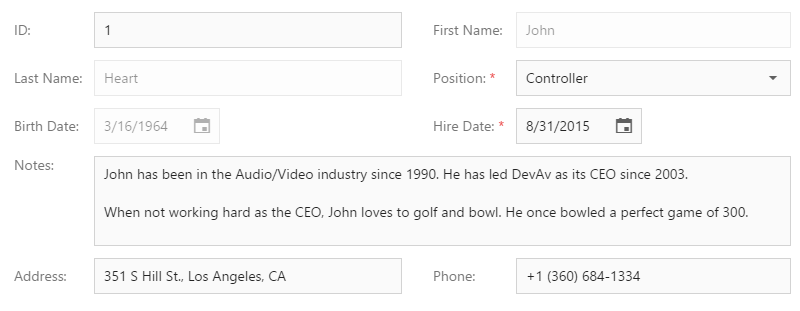 ID: 1 First Name: John
Last Name: Heart Position: * Controller
Birth Date: 3/16/1964 Hire Date: * 8/31/2015
Notes: John has been in the Audio/Video industry since 1990. He has led DevAv as its CEO since 2003.
When not working hard as the CEO, John loves to golf and bowl. He once bowled a perfect game of 300.
Address: 351 S Hill St., Los Angeles, CA Phone: +1 (360) 684-1334